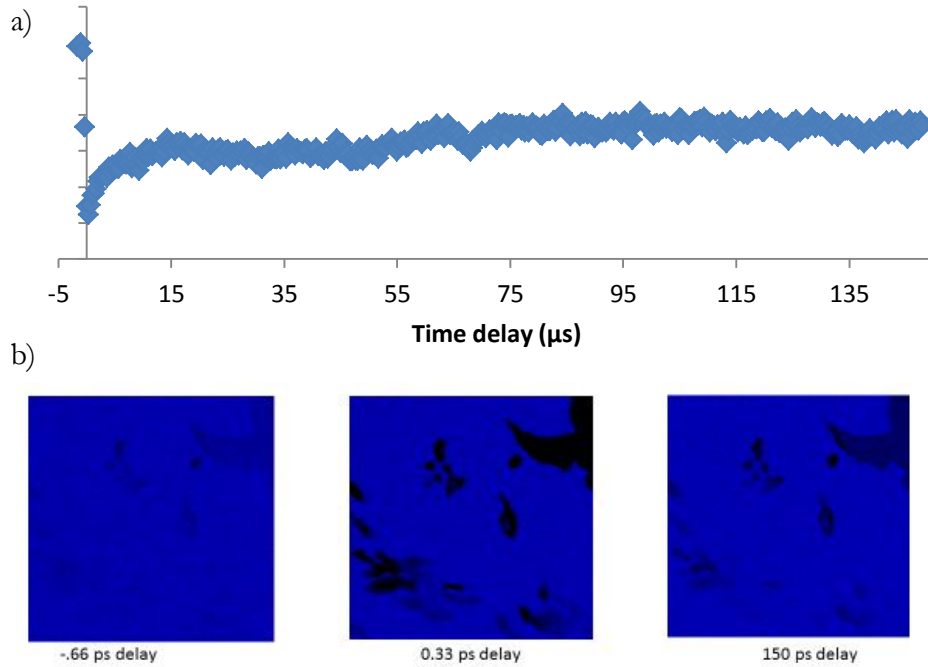 a)
-5 15 35 55 75 95 115 135
Time delay (μs)
b)
-.66 ps delay 0.33 ps delay 150 ps delay